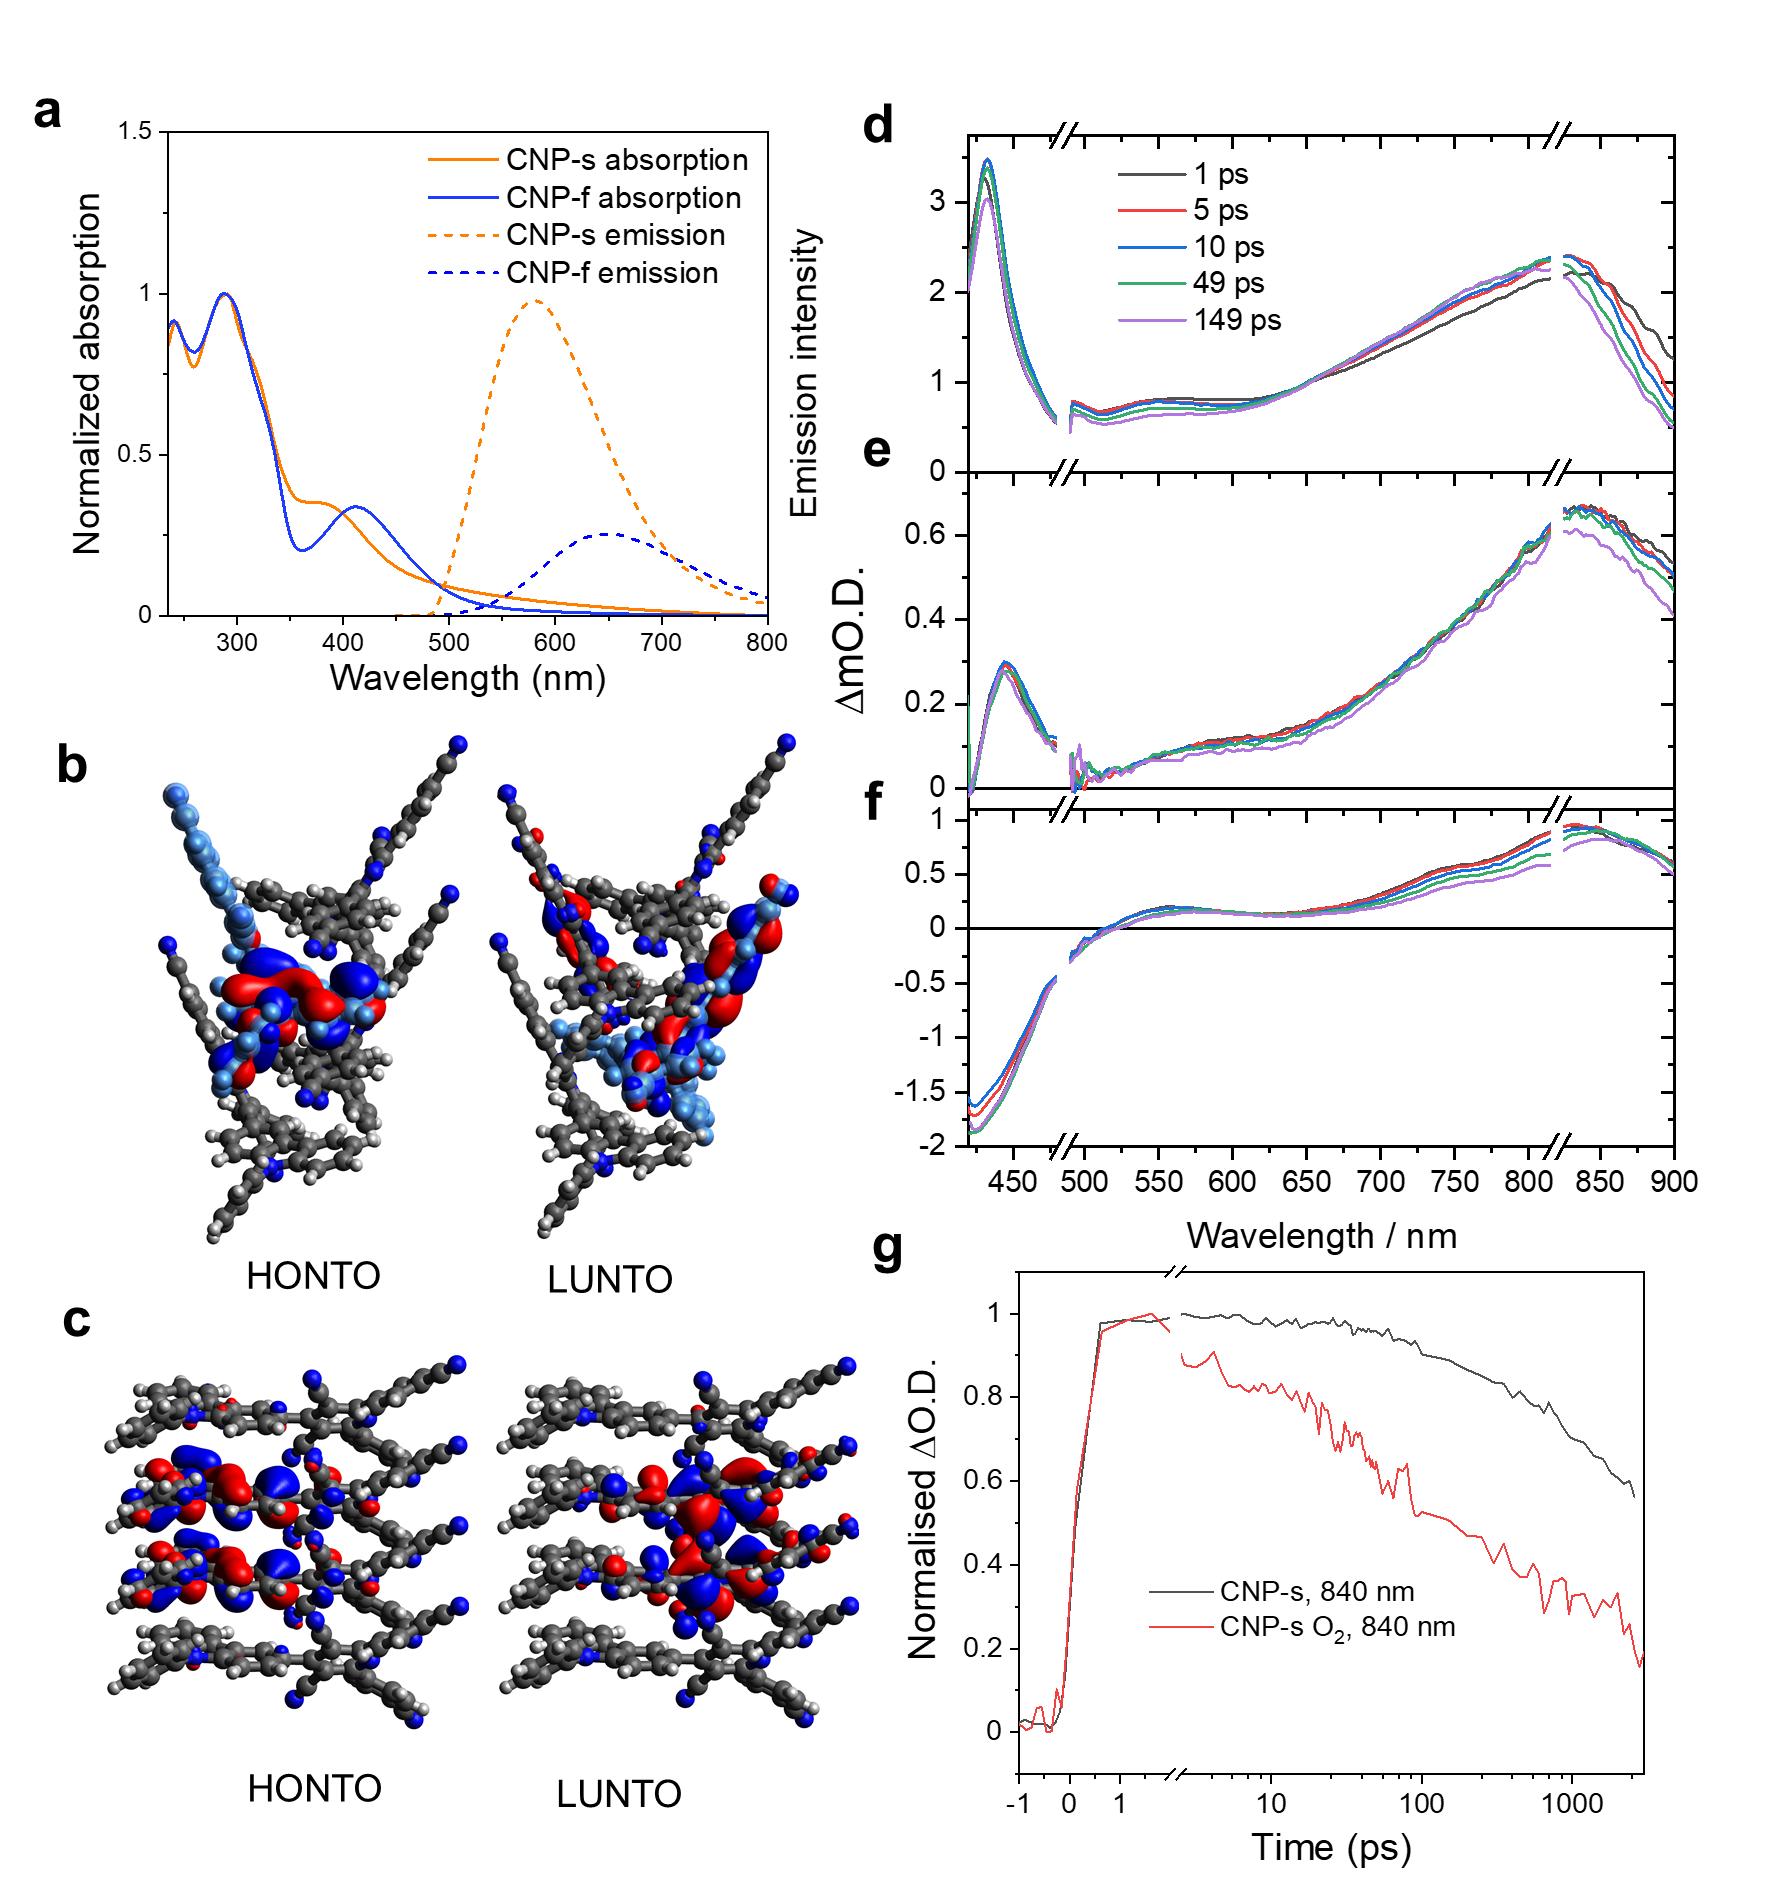 a
1.5
1
0.5
0
300
400
500
600
700
800
Normalized absorption
Emission intensity
Wavelength (nm)
CNP-s absorption
CNP-f absorption
CNP-s emission
CNP-f emission
b
HONTO
LUNTO
c
HONTO
LUNTO
d
3
2
1
0
1 ps
5 ps
10 ps
49 ps
149 ps
e
0.6
0.4
0.2
0
ΔmO.D.
f
1
0.5
0
-0.5
-1
-1.5
-2
450
500
550
600
650
700
750
800
850
900
Wavelength / nm
g
1
0.8
0.6
0.4
0.2
0
Normalised ΔO.D.
CNP-s, 840 nm
CNP-s O₂, 840 nm
-1
0
1
10
100
1000
Time (ps)